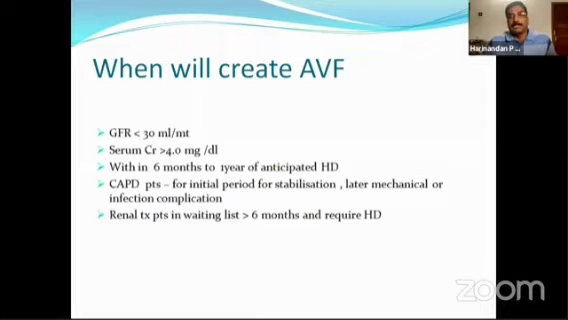 Harinandan P ...
When will create AVF
GFR < 30 ml/mt
Serum Cr >4.0 mg /dl
With in 6 months to 1year of anticipated HD
CAPD pts – for initial period for stabilisation , later mechanical or
infection complication
Renal tx pts in waiting list > 6 months and require HD
zoom